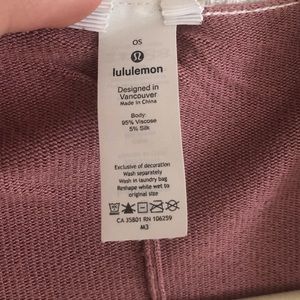 OS
lululemon
Designed in
Vancouver
Made in China
Body:
95% Viscose
5% Silk
Exclusive of decoration
Wash separately
Wash in laundry bag
Reshape while wet to
original size
CA 35801 RN 106259
M3